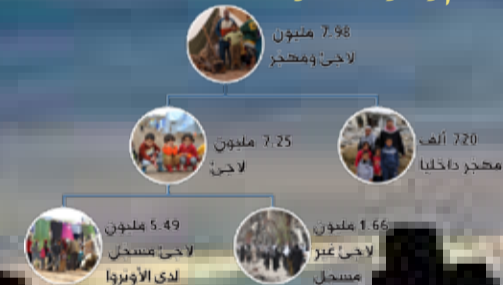 7.98 مليون
لاجئ ومهجر
7.25 مليون
لاجئ
720 ألف
مهجر داخليا
5.49 مليون
لاجئ مسجل
لدى الأونروا
1.66 مليون
لاجئ غير
مسجل